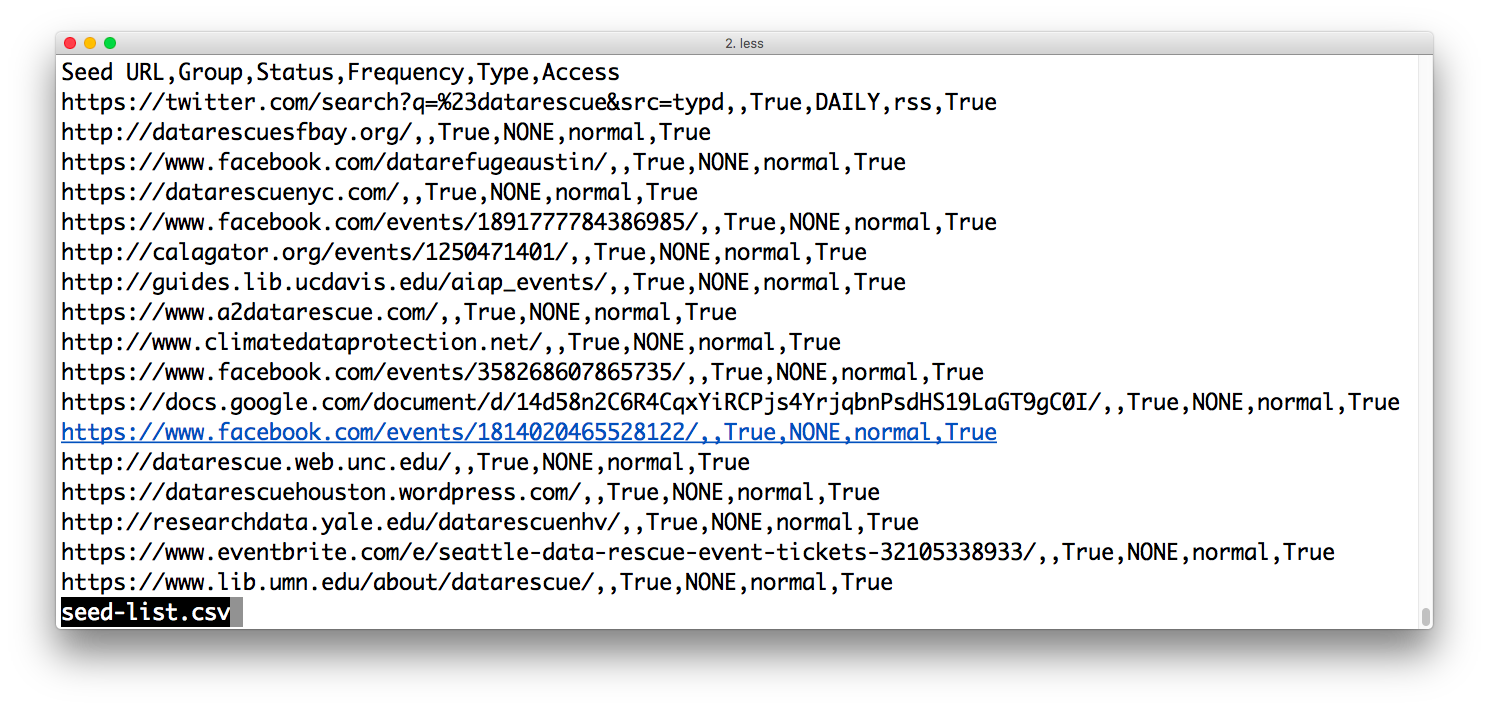 2. less
Seed URL,Group,Status,Frequency,Type,Access
https://twitter.com/search?q=%23datarescue&src=typd,,True,DAILY,rss,True
http://datarescuesfbay.org/,,True,NONE,normal,True
https://www.facebook.com/datarefugeaustin/,,True,NONE,normal,True
https://datarescuenyc.com/,,True,NONE,normal,True
https://www.facebook.com/events/1891777784386985/,,True,NONE,normal,True
http://calagator.org/events/1250471401/,,True,NONE,normal,True
http://guides.lib.ucdavis.edu/aiap_events/,,True,NONE,normal,True
https://www.a2datarescue.com/,,True,NONE,normal,True
http://www.climatedataprotection.net/,,True,NONE,normal,True
https://www.facebook.com/events/358268607865735/,,True,NONE,normal,True
https://docs.google.com/document/d/14d58n2C6R4CqxYiRCPjs4YrjqbnPsdHS19LaGT9gC0I/,,True,NONE,normal,True
https://www.facebook.com/events/1814020465528122/,,True,NONE,normal,True
http://datarescue.web.unc.edu/,,True,NONE,normal,True
https://datarescuehouston.wordpress.com/,,True,NONE,normal,True
http://researchdata.yale.edu/datarescuenhv/,,True,NONE,normal,True
https://www.eventbrite.com/e/seattle-data-rescue-event-tickets-32105338933/,,True,NONE,normal,True
https://www.lib.umn.edu/about/datarescue/,,True,NONE,normal,True
seed-list.csv